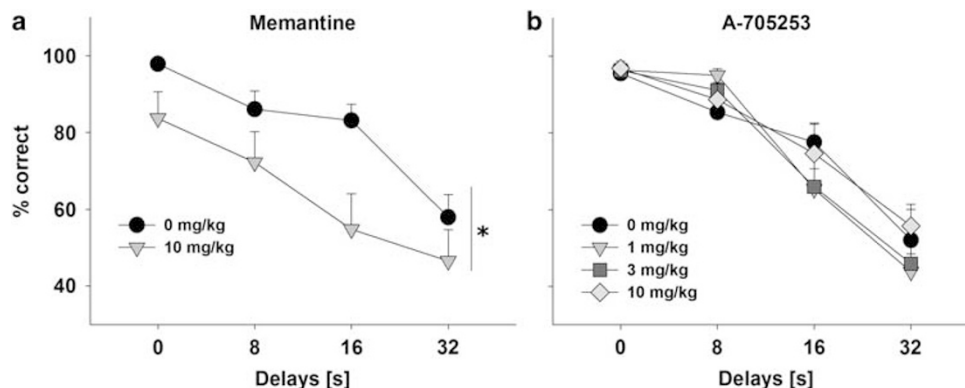 a
Memantine
100
80
60
40
% correct
0 mg/kg
10 mg/kg
*
0 8 16 32
Delays [s]
b
A-705253
0 mg/kg
1 mg/kg
3 mg/kg
10 mg/kg
0 8 16 32
Delays [s]